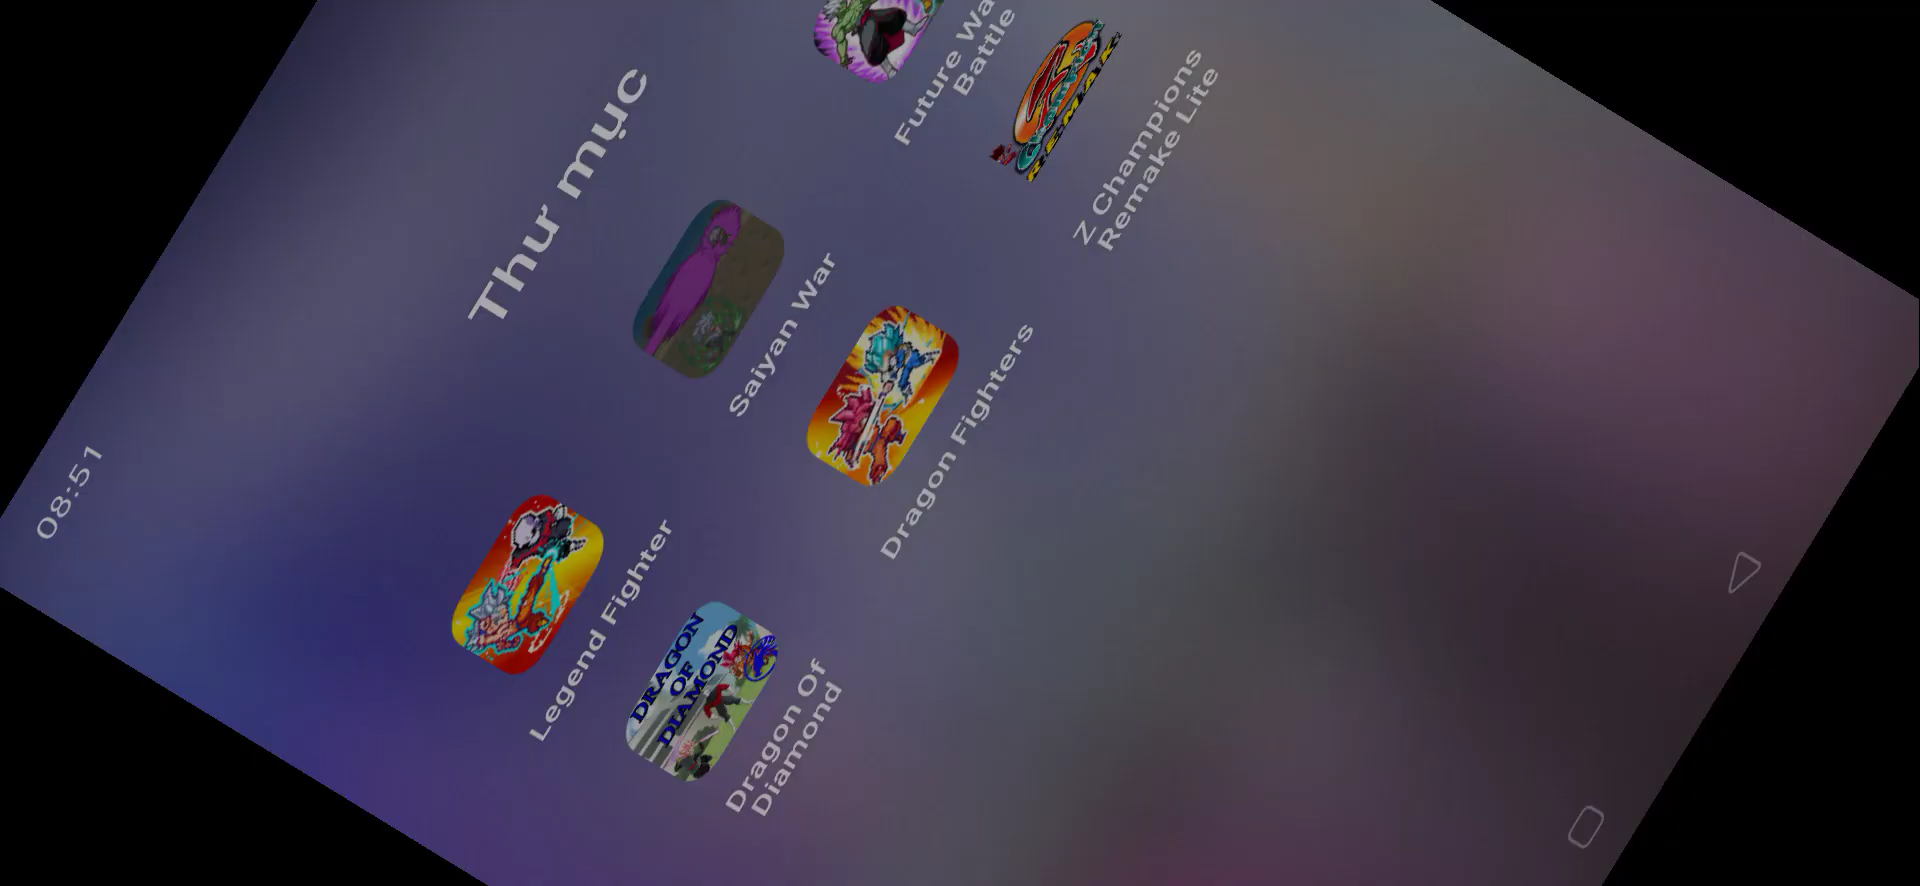 08:51
Thư mục
Legend Fighter
Saiyan War
Future Wa
Battle
DRAGON
OF
DIAMOND
Dragon Of
Diamond
Dragon Fighters
REMAK
Z Champions
Remake Lite